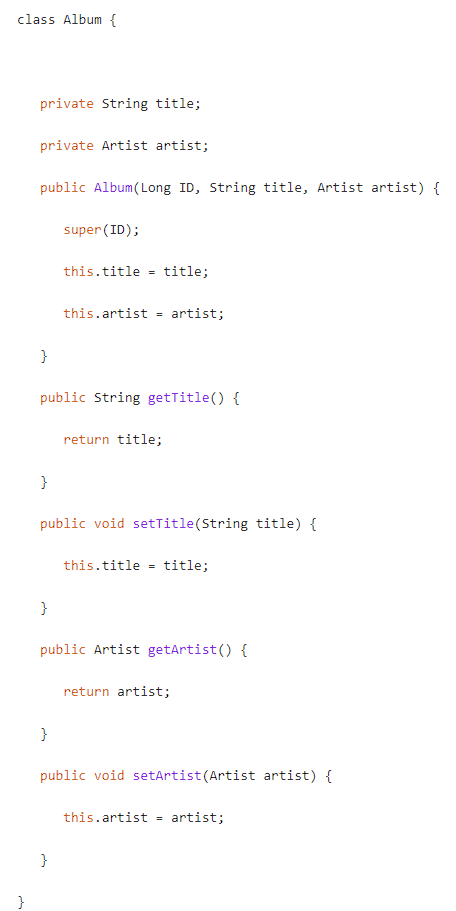 class Album {
private String title;
private Artist artist;
public Album(Long ID, String title, Artist artist) {
super(ID);
this.title = title;
this.artist = artist;
}
public String getTitle() {
return title;
}
public void setTitle(String title) {
this.title = title;
}
public Artist getArtist() {
return artist;
}
public void setArtist(Artist artist) {
this.artist = artist;
}
}